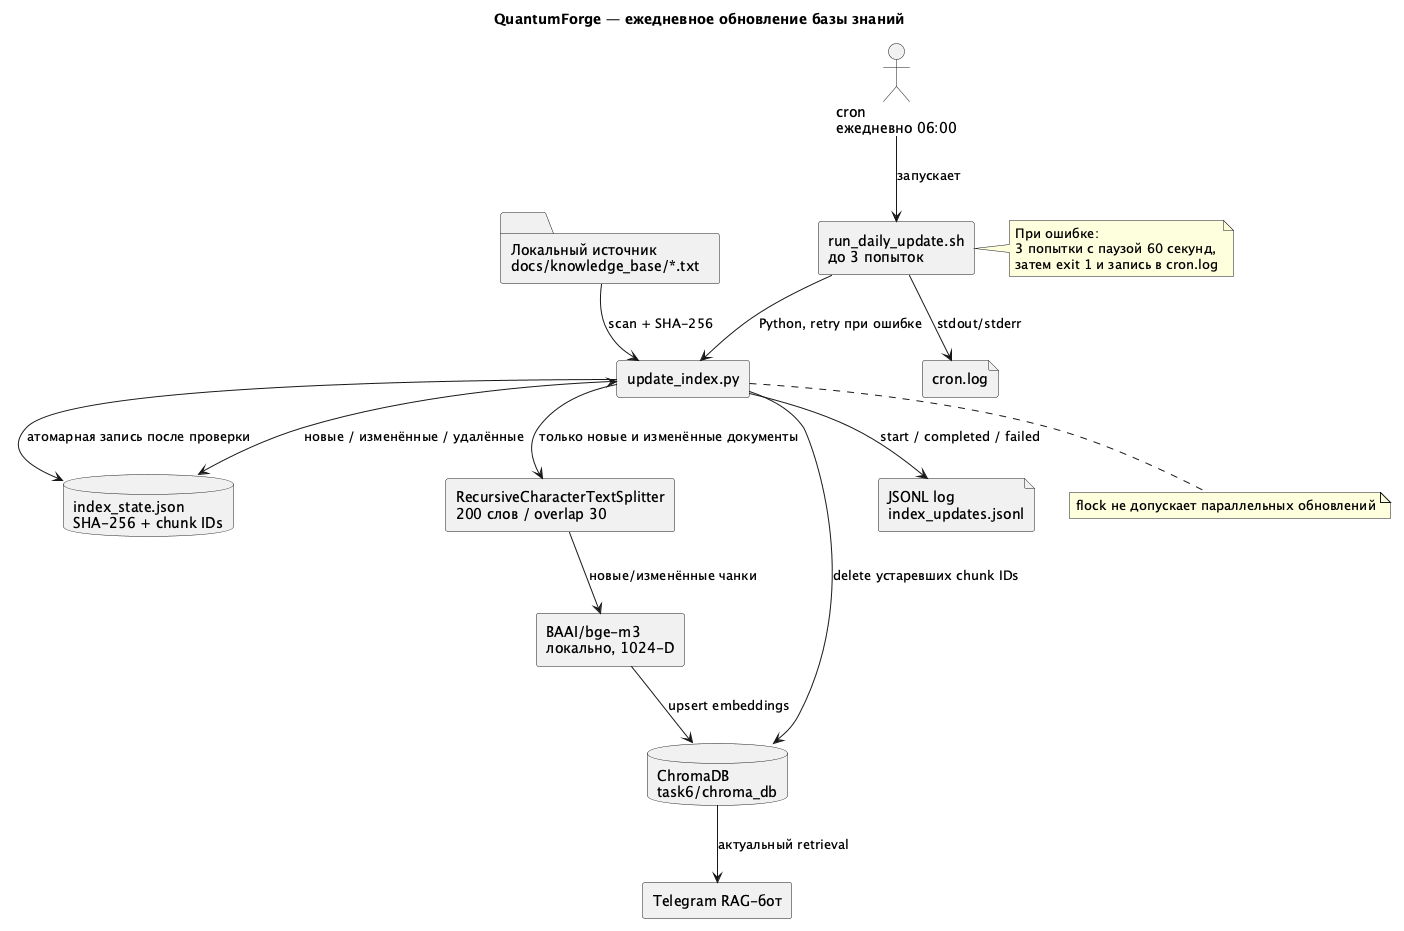 QuantumForge — ежедневное обновление базы знаний
cron
ежедневно 06:00
запускает
Локальный источник
docs/knowledge_base/*.txt
run_daily_update.sh
до 3 попыток
При ошибке:
3 попытки с паузой 60 секунд,
затем exit 1 и запись в cron.log
scan + SHA-256
Python, retry при ошибке
stdout/stderr
update_index.py
cron.log
атомарная запись после проверки
новые / изменённые / удалённые
только новые и изменённые документы
start / completed / failed
index_state.json
SHA-256 + chunk IDs
RecursiveCharacterTextSplitter
200 слов / overlap 30
JSONL log
index_updates.jsonl
flock не допускает параллельных обновлений
новые/изменённые чанки
delete устаревших chunk IDs
BAAI/bge-m3
локально, 1024-D
upsert embeddings
ChromaDB
task6/chroma_db
актуальный retrieval
Telegram RAG-бот